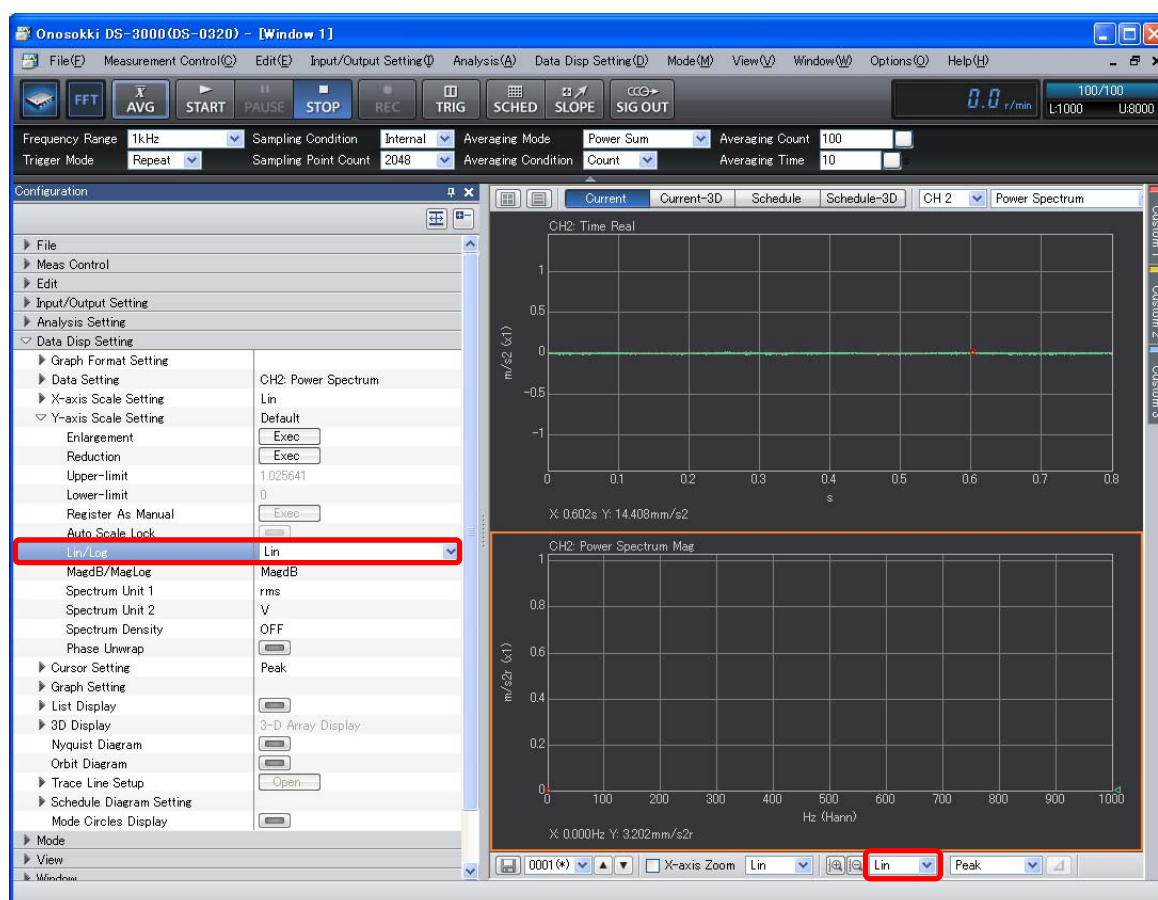 Onosokki DS-3000(DS-0320) - [Window 1]
File(F) Measurement Control(C) Edit(E) Input/Output Setting(I) Analysis(A) Data Disp Setting(D) Mode(M) View(V) Window(W) Options(O) Help(H)
FFT AVG START PAUSE STOP REC TRIG SCHED SLOPE SIG OUT 0.0 r/min 100/100
L:1000 U:8000
Frequency Range 1kHz Sampling Condition Internal Averaging Mode Power Sum Averaging Count 100
Trigger Mode Repeat Sampling Point Count 2048 Averaging Condition Count Averaging Time 10
Configuration
File
Meas Control
Edit
Input/Output Setting
Analysis Setting
Data Disp Setting
Graph Format Setting
Data Setting CH2: Power Spectrum
X-axis Scale Setting Lin
Y-axis Scale Setting Default
Enlargement Exec
Reduction Exec
Upper-limit 1.025641
Lower-limit 0
Register As Manual Exec
Auto Scale Lock
Lin/Log Lin
MagdB/MagLog MagdB
Spectrum Unit 1 rms
Spectrum Unit 2 V
Spectrum Density OFF
Phase Unwrap
Cursor Setting Peak
Graph Setting
List Display
3D Display 3-D Array Display
Nyquist Diagram
Orbit Diagram
Trace Line Setup Open
Schedule Diagram Setting
Mode Circles Display
Mode
View
Window
Current Current-3D Schedule Schedule-3D CH 2 Power Spectrum
CH2: Time Real
1
0.5
0
-0.5
-1
m/s2 (x1)
0 0.1 0.2 0.3 0.4 0.5 0.6 0.7 0.8
s
X: 0.602s Y: 14.408mm/s2
CH2: Power Spectrum Mag
1
0.8
0.6
0.4
0.2
0
m/s2r (x1)
0 100 200 300 400 500 600 700 800 900 1000
Hz (Hann)
X: 0.000Hz Y: 3.202mm/s2r
0001(*) X-axis Zoom Lin Lin Peak
Custom 1
Custom 2
Custom 3